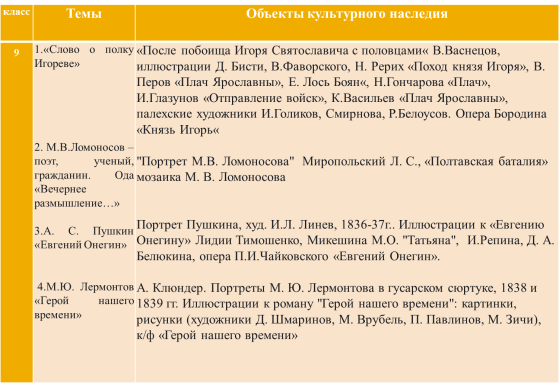 класс
Темы
Объекты культурного наследия
9
1.«Слово о полку
Игореве»
«После побоища Игоря Святославича с половцами« В.Васнецов,
иллюстрации Д. Бисти, В.Фаворского, Н. Рерих «Поход князя Игоря», В.
Перов «Плач Ярославны», Е. Лось Боян«, Н.Гончарова «Плач»,
И.Глазунов «Отправление войск», К.Васильев «Плач Ярославны»,
палехские художники И.Голиков, Смирнова, Р.Белоусов. Опера Бородина
«Князь Игорь«
2. М.В.Ломоносов –
поэт, ученый,
гражданин. Ода
«Вечернее
размышление…»
"Портрет М.В. Ломоносова" Миропольский Л. С., «Полтавская баталия»
мозаика М. В. Ломоносова
3.А. С. Пушкин
«Евгений Онегин»
Портрет Пушкина, худ. И.Л. Линев, 1836-37г.. Иллюстрации к «Евгению
Онегину» Лидии Тимошенко, Микешина М.О. "Татьяна", И.Репина, Д. А.
Белюкина, опера П.И.Чайковского «Евгений Онегин».
4.М.Ю. Лермонтов
«Герой нашего
времени»
А. Клюндер. Портреты М. Ю. Лермонтова в гусарском сюртуке, 1838 и
1839 гг. Иллюстрации к роману "Герой нашего времени": картинки,
рисунки (художники Д. Шмаринов, М. Врубель, П. Павлинов, М. Зичи),
к/ф «Герой нашего времени»